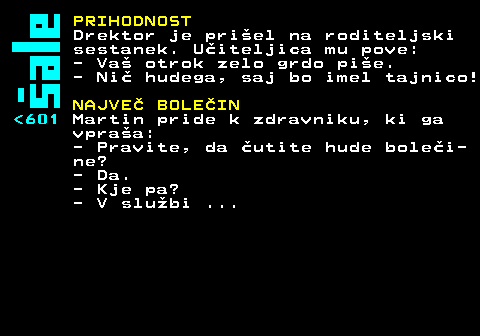 Šale
<601
PRIHODNOST
Drektor je prišel na roditeljski
sestanek. Učiteljica mu pove:
- Vaš otrok zelo grdo piše.
- Nič hudega, saj bo imel tajnico!
NAJVEČ BOLEČIN
Martin pride k zdravniku, ki ga
vpraša:
- Pravite, da čutite hude boleči-
ne?
- Da.
- Kje pa?
- V službi ...